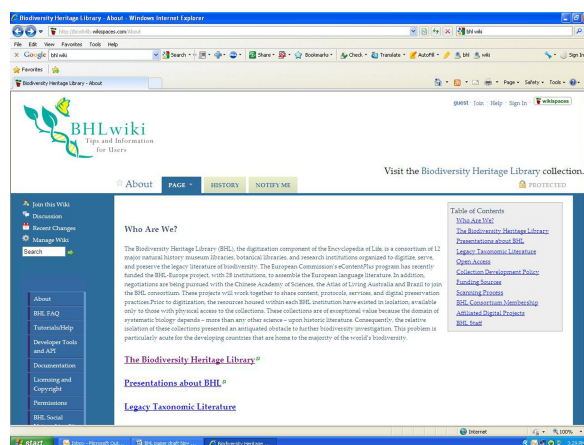 Biodiversity Heritage Library - About - Windows Internet Explorer
http://biodivlib.wikispaces.com/About
bhl wiki
File Edit View Favorites Tools Help
Google bhl wiki Search Share Bookmarks Check Translate AutoFill bhl wiki Sign In
Favorites
Biodiversity Heritage Library - About
Page Safety Tools
guest Join Help Sign In wikispaces
BHLwiki
Tips and Information
for Users
Visit the Biodiversity Heritage Library collection.
About PAGE HISTORY NOTIFY ME PROTECTED
Join this Wiki
Discussion
Recent Changes
Manage Wiki
Search
About
BHL FAQ
Tutorials/Help
Developer Tools
and API
Documentation
Licensing and
Copyright
Permissions
BHL Social
Who Are We?
The Biodiversity Heritage Library (BHL), the digitization component of the Encyclopedia of Life, is a consortium of 12
major natural history museum libraries, botanical libraries, and research institutions organized to digitize, serve,
and preserve the legacy literature of biodiversity. The European Commission's eContentPlus program has recently
funded the BHL-Europe project, with 28 institutions, to assemble the European language literature. In addition,
negotiations are being pursued with the Chinese Academy of Sciences, the Atlas of Living Australia and Brazil to join
the BHL consortium. These projects will work together to share content, protocols, services, and digital preservation
practices.Prior to digitization, the resources housed within each BHL institution have existed in isolation, available
only to those with physical access to the collections. These collections are of exceptional value because the domain of
systematic biology depends -- more than any other science -- upon historic literature. Consequently, the relative
isolation of these collections presented an antiquated obstacle to further biodiversity investigation. This problem is
particularly acute for the developing countries that are home to the majority of the world's biodiversity.
The Biodiversity Heritage Library
Presentations about BHL
Legacy Taxonomic Literature
Table of Contents
Who Are We?
The Biodiversity Heritage Library
Presentations about BHL
Legacy Taxonomic Literature
Open Access
Collection Development Policy
Funding Sources
Scanning Process
BHL Consortium Membership
Affiliated Digital Projects
BHL Staff
Internet 100%
start Inbox - Microsoft Out... BHL paper draft Nov ... Biodiversity Heritage...